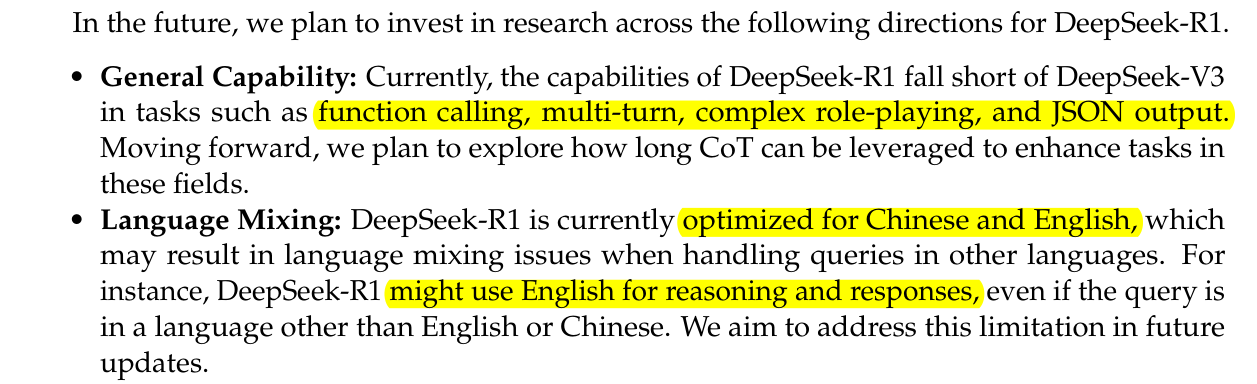 In the future, we plan to invest in research across the following directions for DeepSeek-R1.
• General Capability: Currently, the capabilities of DeepSeek-R1 fall short of DeepSeek-V3
in tasks such as function calling, multi-turn, complex role-playing, and JSON output.
Moving forward, we plan to explore how long CoT can be leveraged to enhance tasks in
these fields.
• Language Mixing: DeepSeek-R1 is currently optimized for Chinese and English, which
may result in language mixing issues when handling queries in other languages. For
instance, DeepSeek-R1 might use English for reasoning and responses, even if the query is
in a language other than English or Chinese. We aim to address this limitation in future
updates.